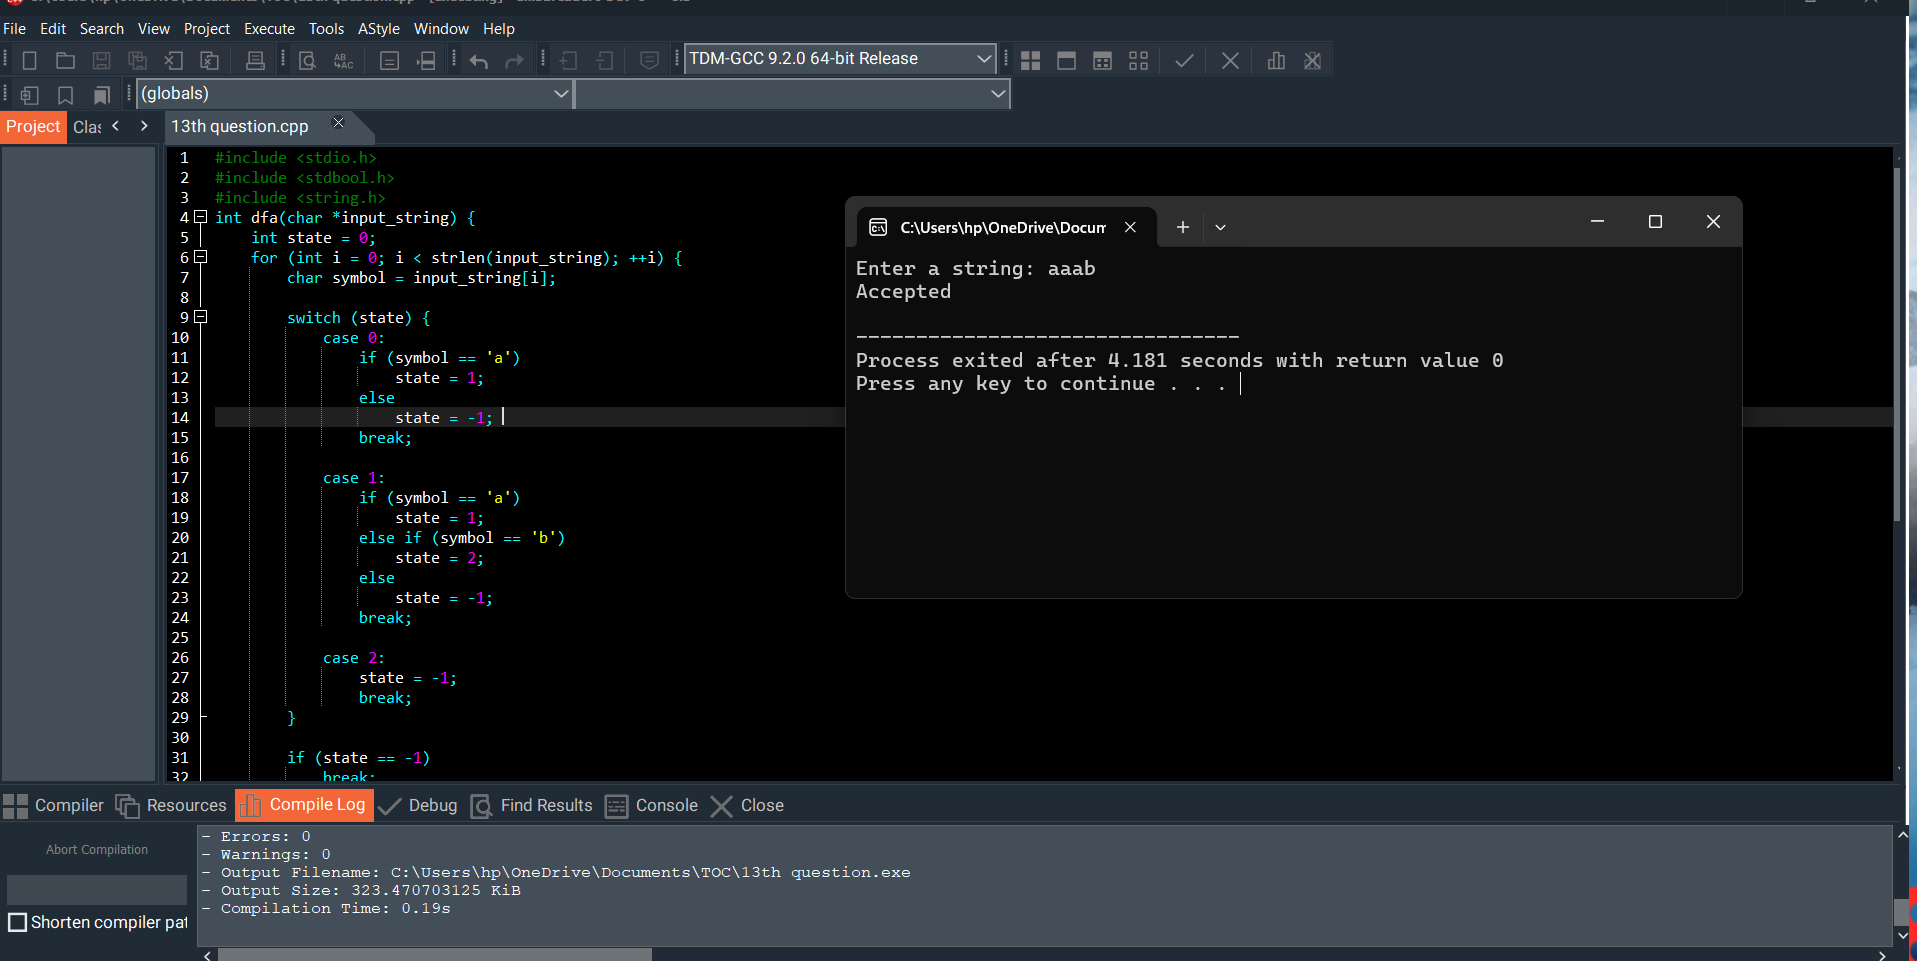 File Edit Search View Project Execute Tools AStyle Window Help
TDM-GCC 9.2.0 64-bit Release
(globals)
Project Clas 13th question.cpp
1 #include <stdio.h>
2 #include <stdbool.h>
3 #include <string.h>
4 int dfa(char *input_string) {
5 int state = 0;
6 for (int i = 0; i < strlen(input_string); ++i) {
7 char symbol = input_string[i];
8
9 switch (state) {
10 case 0:
11 if (symbol == 'a')
12 state = 1;
13 else
14 state = -1;
15 break;
16
17 case 1:
18 if (symbol == 'a')
19 state = 1;
20 else if (symbol == 'b')
21 state = 2;
22 else
23 state = -1;
24 break;
25
26 case 2:
27 state = -1;
28 break;
29 }
30
31 if (state == -1)
32 break;
C:\Users\hp\OneDrive\Docum
Enter a string: aaab
Accepted
--------------------------------
Process exited after 4.181 seconds with return value 0
Press any key to continue . . .
Compiler Resources Compile Log Debug Find Results Console Close
Abort Compilation
Shorten compiler pat
- Errors: 0
- Warnings: 0
- Output Filename: C:\Users\hp\OneDrive\Documents\TOC\13th question.exe
- Output Size: 323.470703125 KiB
- Compilation Time: 0.19s